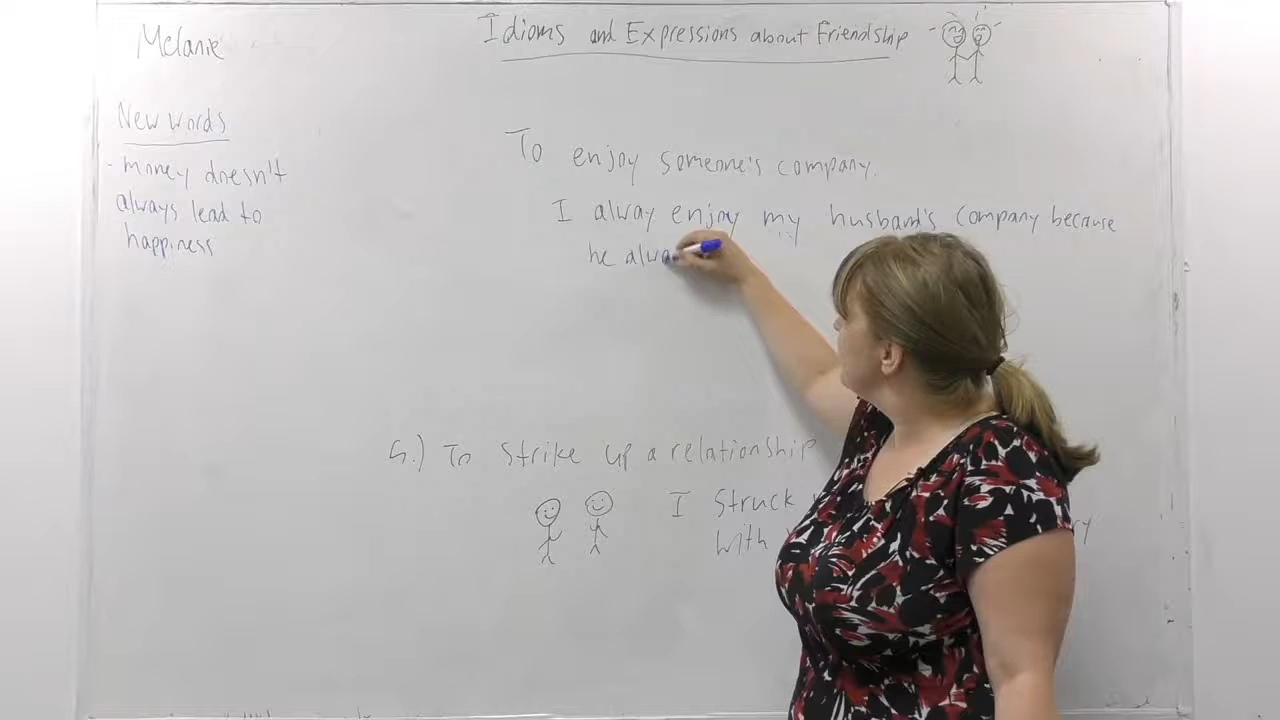 Melanie
Idioms and Expressions about Friendship
New words
- money doesn't
always lead to
happiness
To enjoy someone's company.
I alway enjoy my husband's company because
he alwa
5.) To strike up a relationship
I struck
with